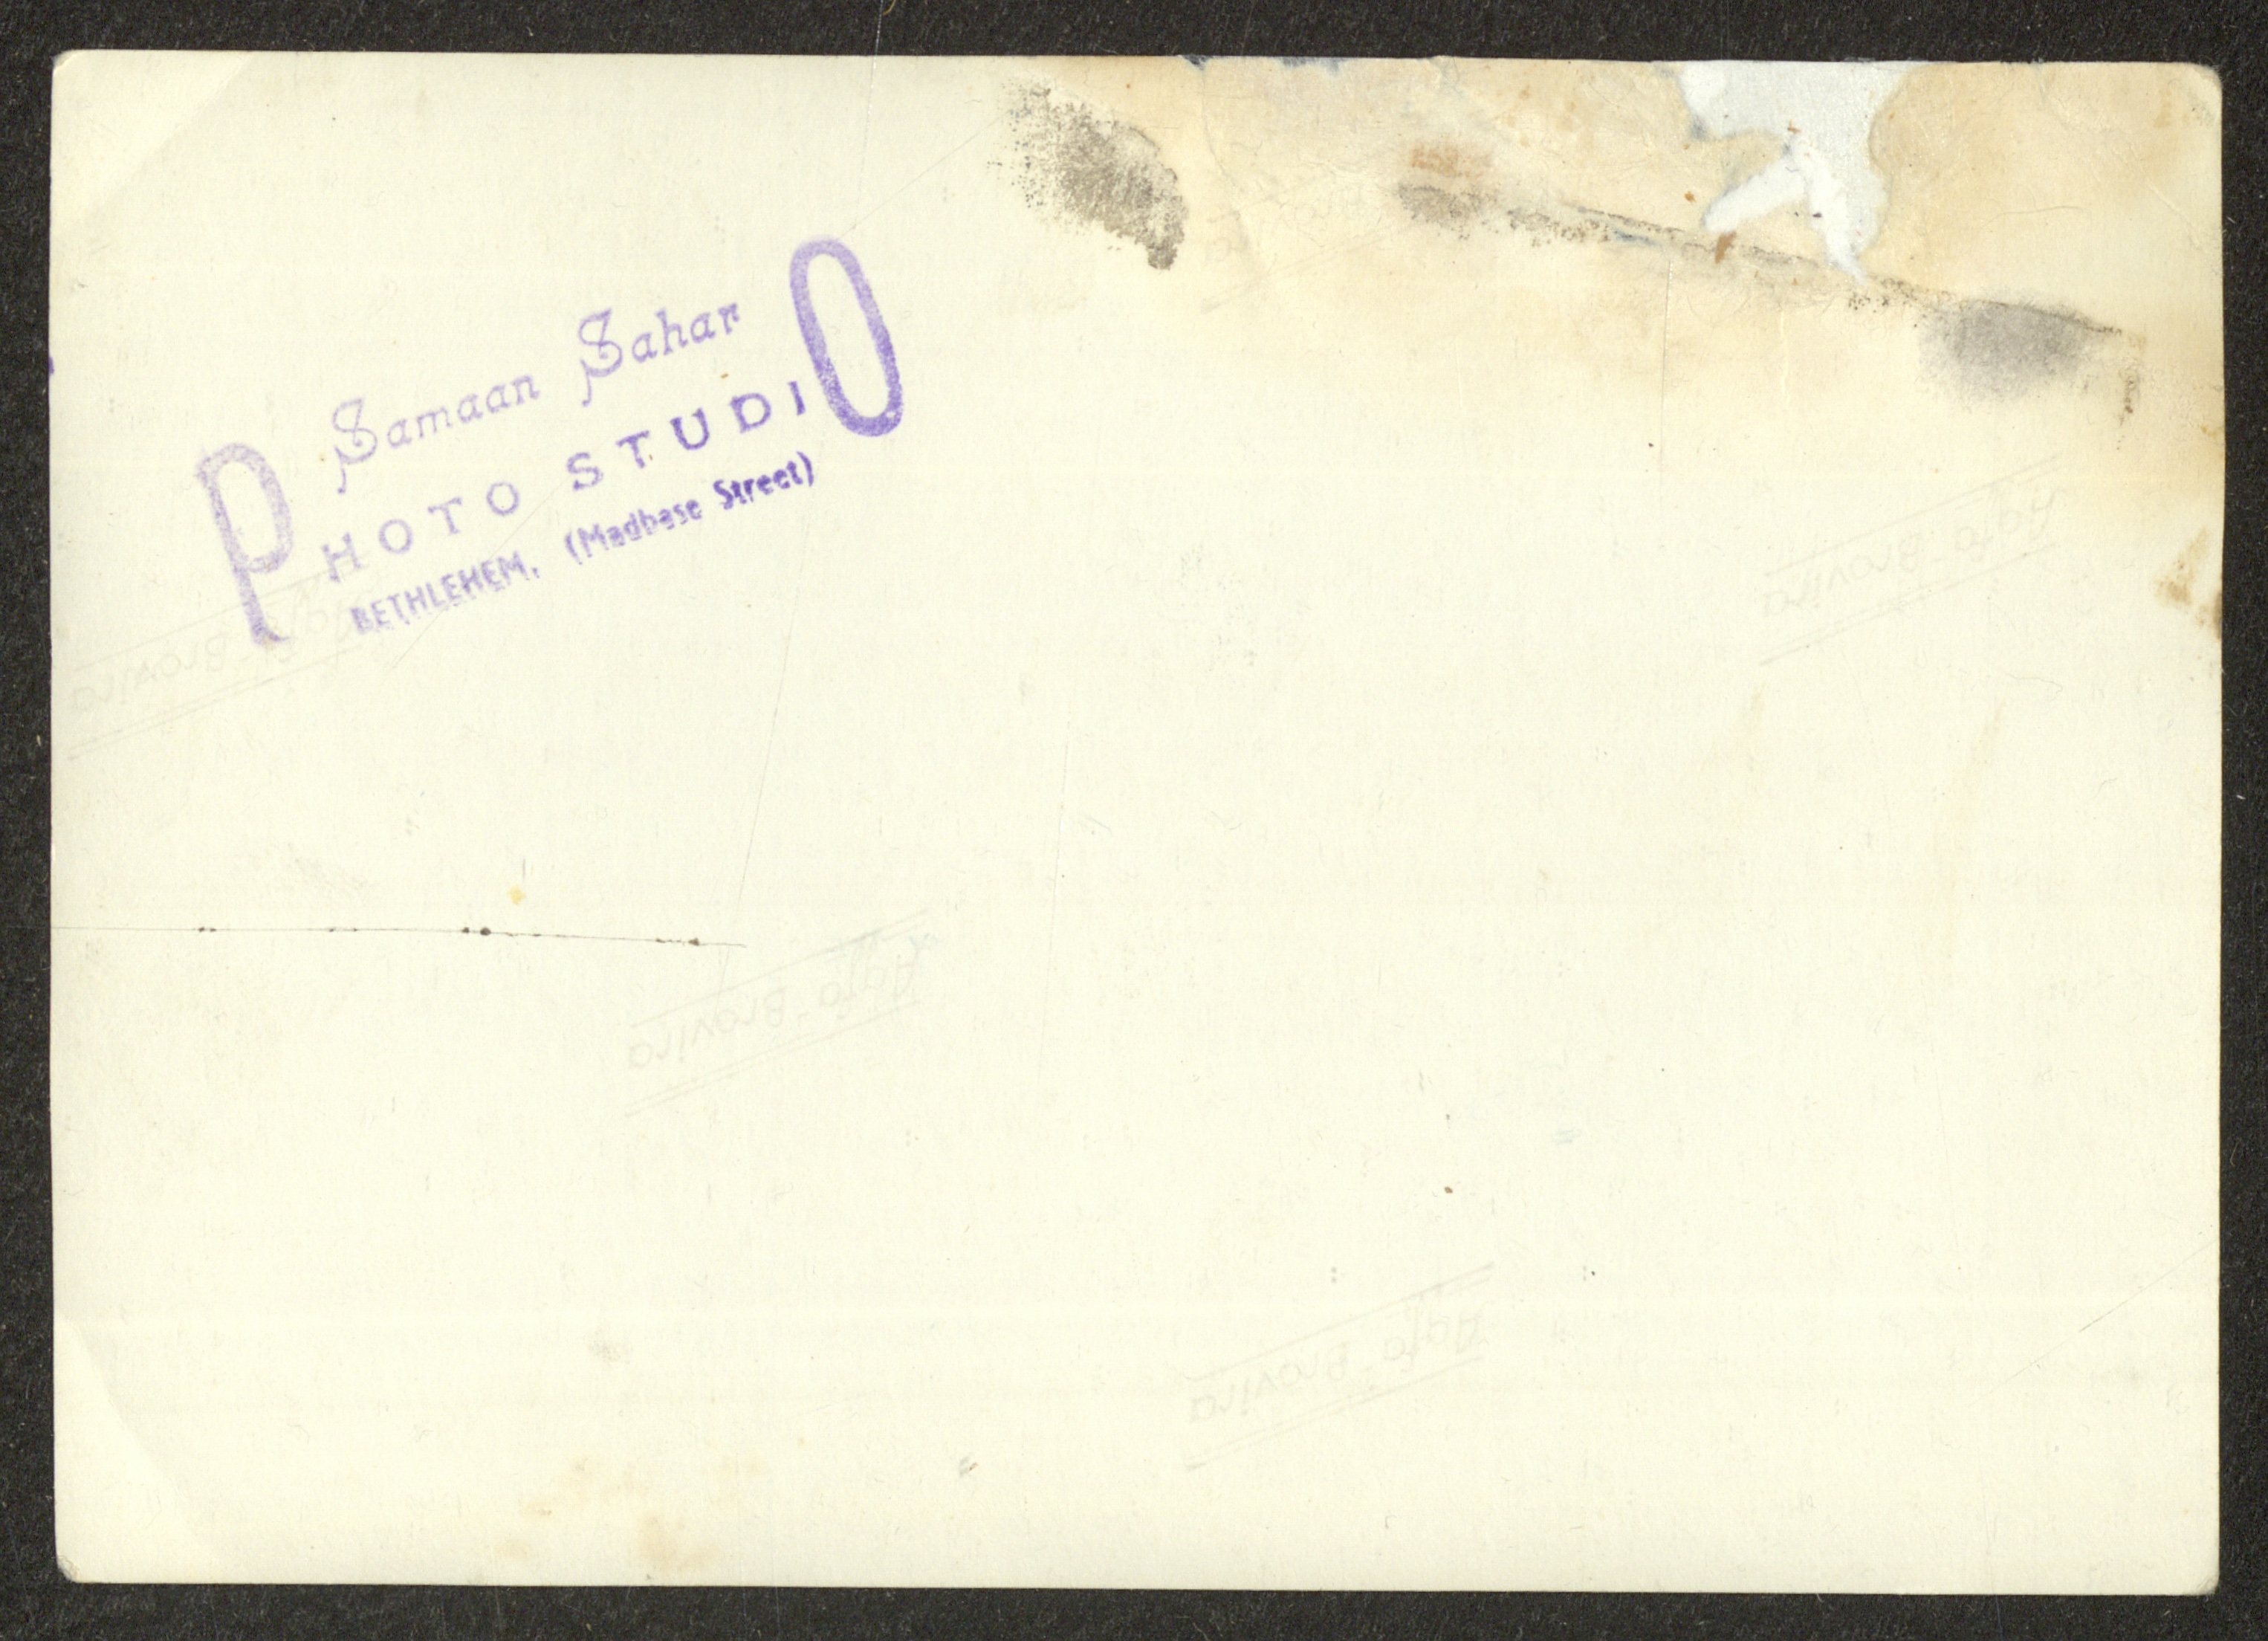 Samaan Sahar
PHOTO STUDIO
BETHLEHEM. (Madbase Street)
Agfa-Brovira
Agfa-Brovira
Agfa-Brovira
Agfa-Brovira